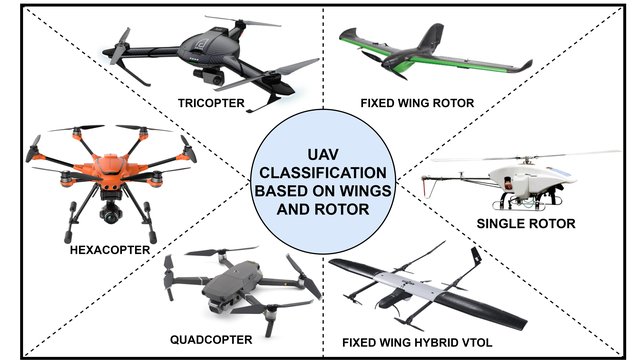 TRICOPTER
FIXED WING ROTOR
UAV
CLASSIFICATION
BASED ON WINGS
AND ROTOR
HEXACOPTER
SINGLE ROTOR
QUADCOPTER
FIXED WING HYBRID VTOL